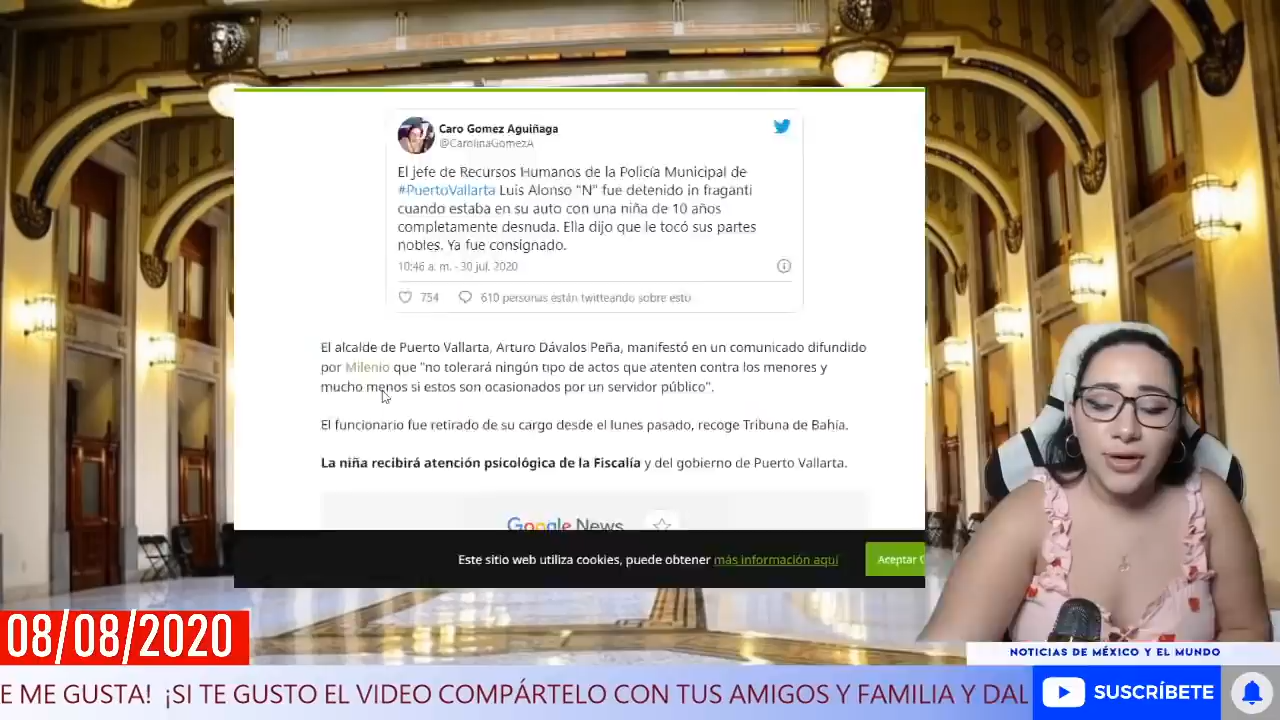 Caro Gomez Aguiñaga
@CarolinaGomezA
El jefe de Recursos Humanos de la Policía Municipal de
#PuertoVallarta Luis Alonso "N" fue detenido in fraganti
cuando estaba en su auto con una niña de 10 años
completamente desnuda. Ella dijo que le tocó sus partes
nobles. Ya fue consignado.
10:46 a. m. · 30 jul. 2020
754 610 personas están twitteando sobre esto
El alcalde de Puerto Vallarta, Arturo Dávalos Peña, manifestó en un comunicado difundido
por Milenio que "no tolerará ningún tipo de actos que atenten contra los menores y
mucho menos si estos son ocasionados por un servidor público".
El funcionario fue retirado de su cargo desde el lunes pasado, recoge Tribuna de Bahía.
La niña recibirá atención psicológica de la Fiscalía y del gobierno de Puerto Vallarta.
Google News
Este sitio web utiliza cookies, puede obtener más información aquí
Aceptar C
08/08/2020
NOTICIAS DE MÉXICO Y EL MUNDO
E ME GUSTA! ¡SI TE GUSTO EL VIDEO COMPÁRTELO CON TUS AMIGOS Y FAMILIA Y DAL
SUSCRÍBETE